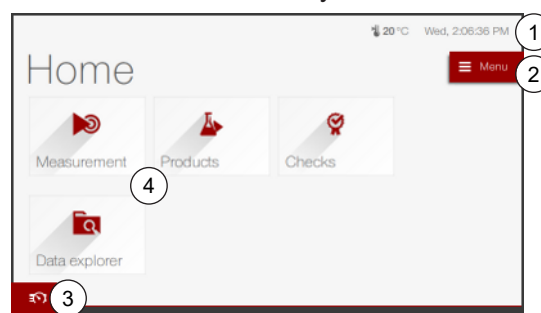 20 °C Wed, 2:06:36 PM 1
Home
Menu 2
Measurement Products Checks
4
Data explorer
3